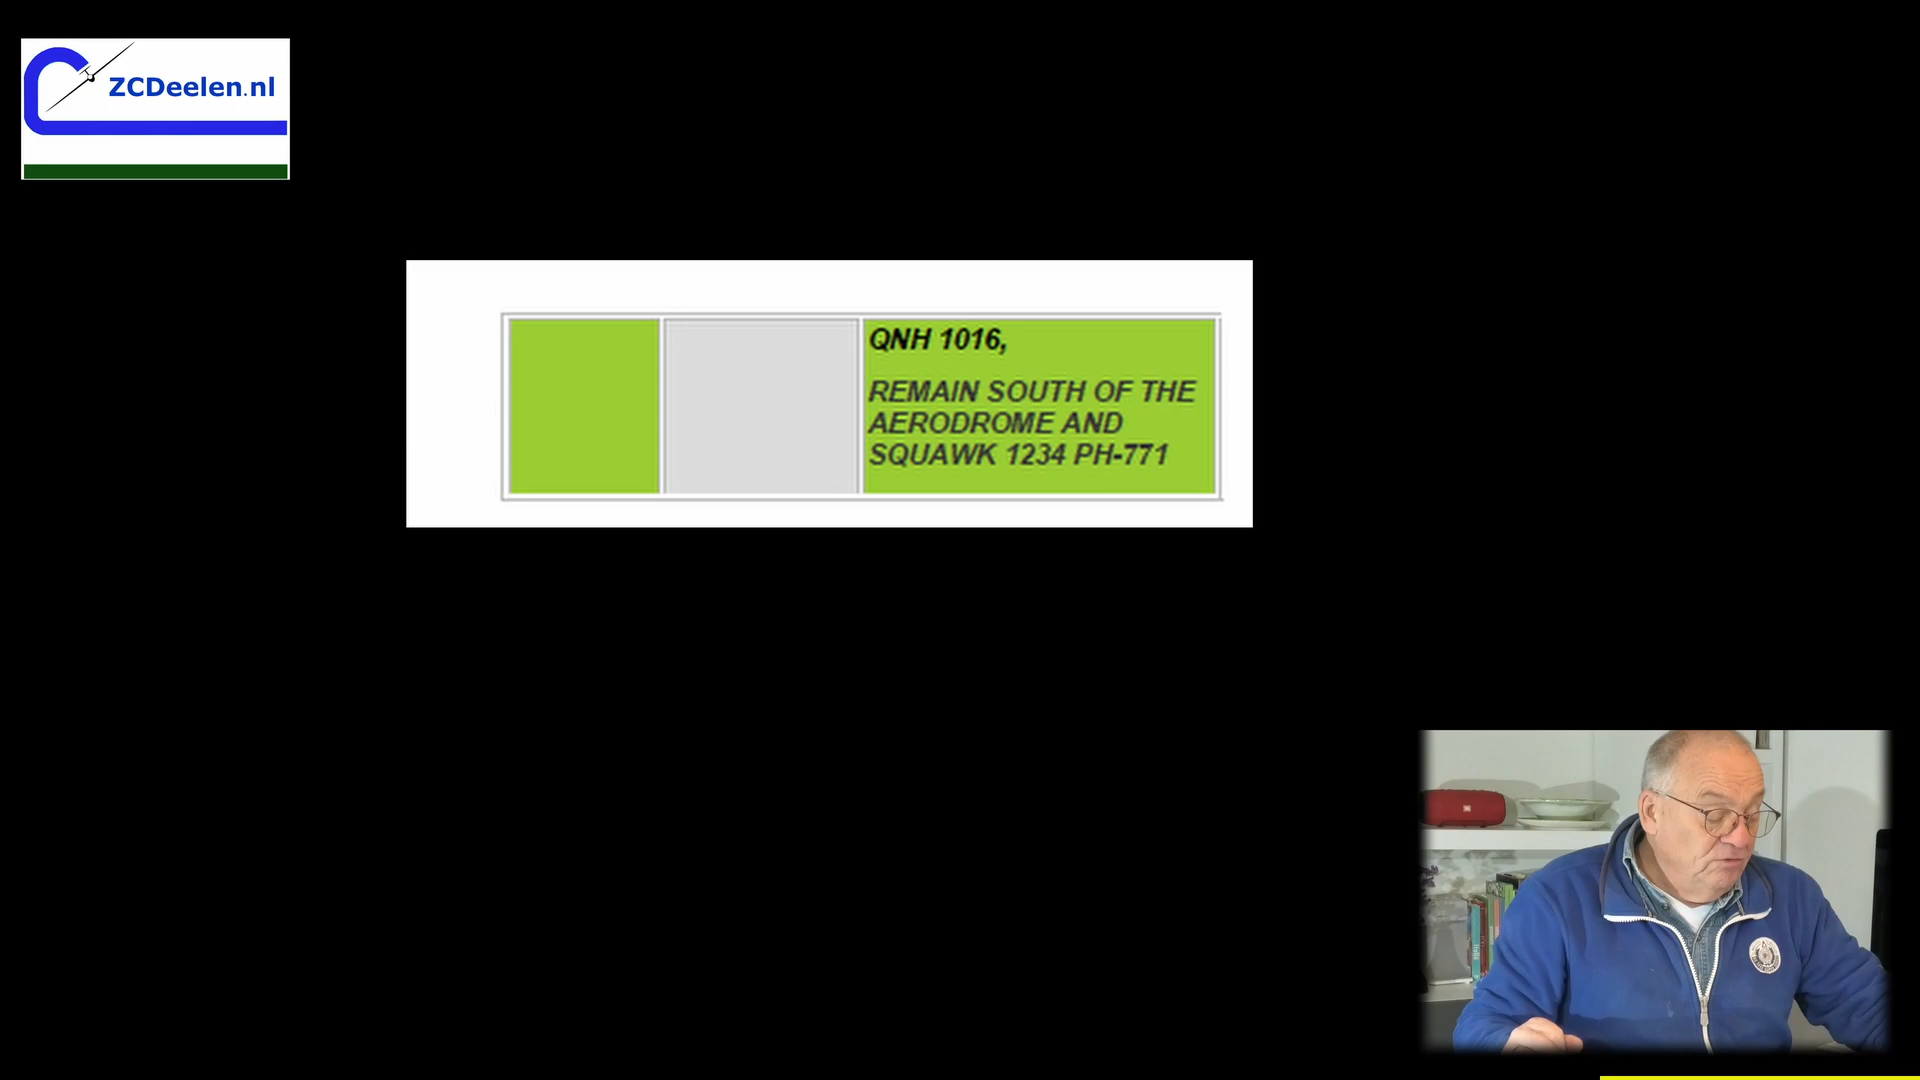 ZCDeelen.nl
QNH 1016,
REMAIN SOUTH OF THE
AERODROME AND
SQUAWK 1234 PH-771